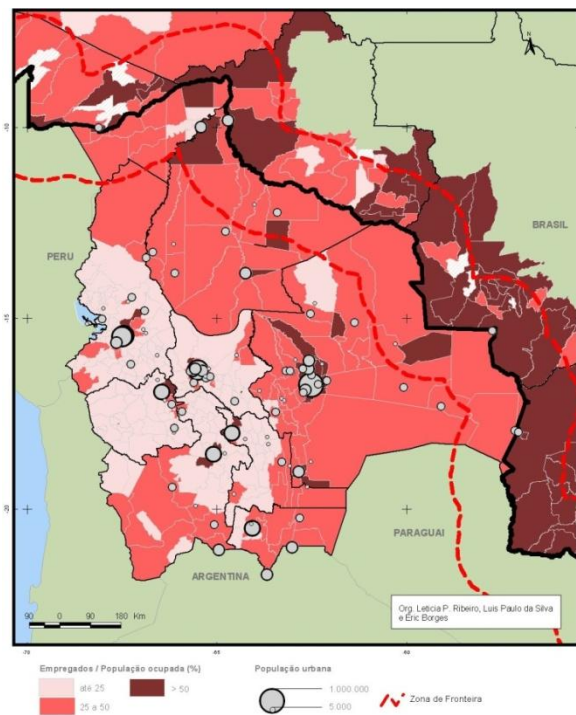 N
-10
PERU
BRASIL
-15
-20
PARAGUAI
ARGENTINA
Org. Leticia P. Ribeiro, Luis Paulo da Silva
e Eric Borges
90 0 90 180 Km
-70
-65
-60
Empregados / População ocupada (%)
até 25
25 a 50
> 50
População urbana
1.000 000
5.000
Zona de Fronteira